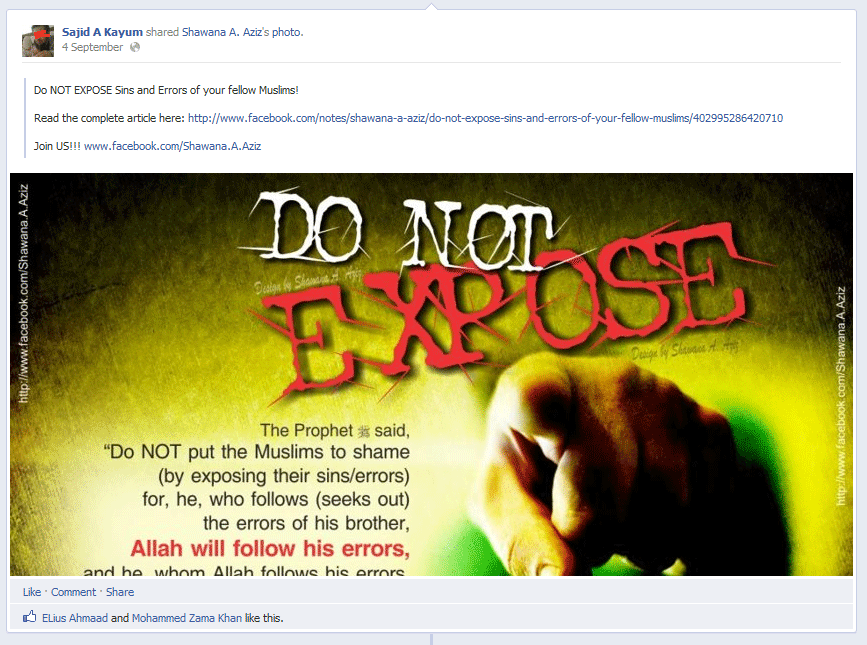 Sajid A Kayum shared Shawana A. Aziz's photo.
4 September
Do NOT EXPOSE Sins and Errors of your fellow Muslims!
Read the complete article here: http://www.facebook.com/notes/shawana-a-aziz/do-not-expose-sins-and-errors-of-your-fellow-muslims/402995286420710
Join US!!! www.facebook.com/Shawana.A.Aziz
http://www.facebook.com/Shawana.A.Aziz
DO NOT
Design by Shawana A. Aziz
EXPOSE
Design by Shawana A. Aziz
http://www.facebook.com/Shawana.A.Aziz
The Prophet ﷺ said,
“Do NOT put the Muslims to shame
(by exposing their sins/errors)
for, he, who follows (seeks out)
the errors of his brother,
Allah will follow his errors,
and he, whom Allah follows his errors,
Like · Comment · Share
ELius Ahmaad and Mohammed Zama Khan like this.